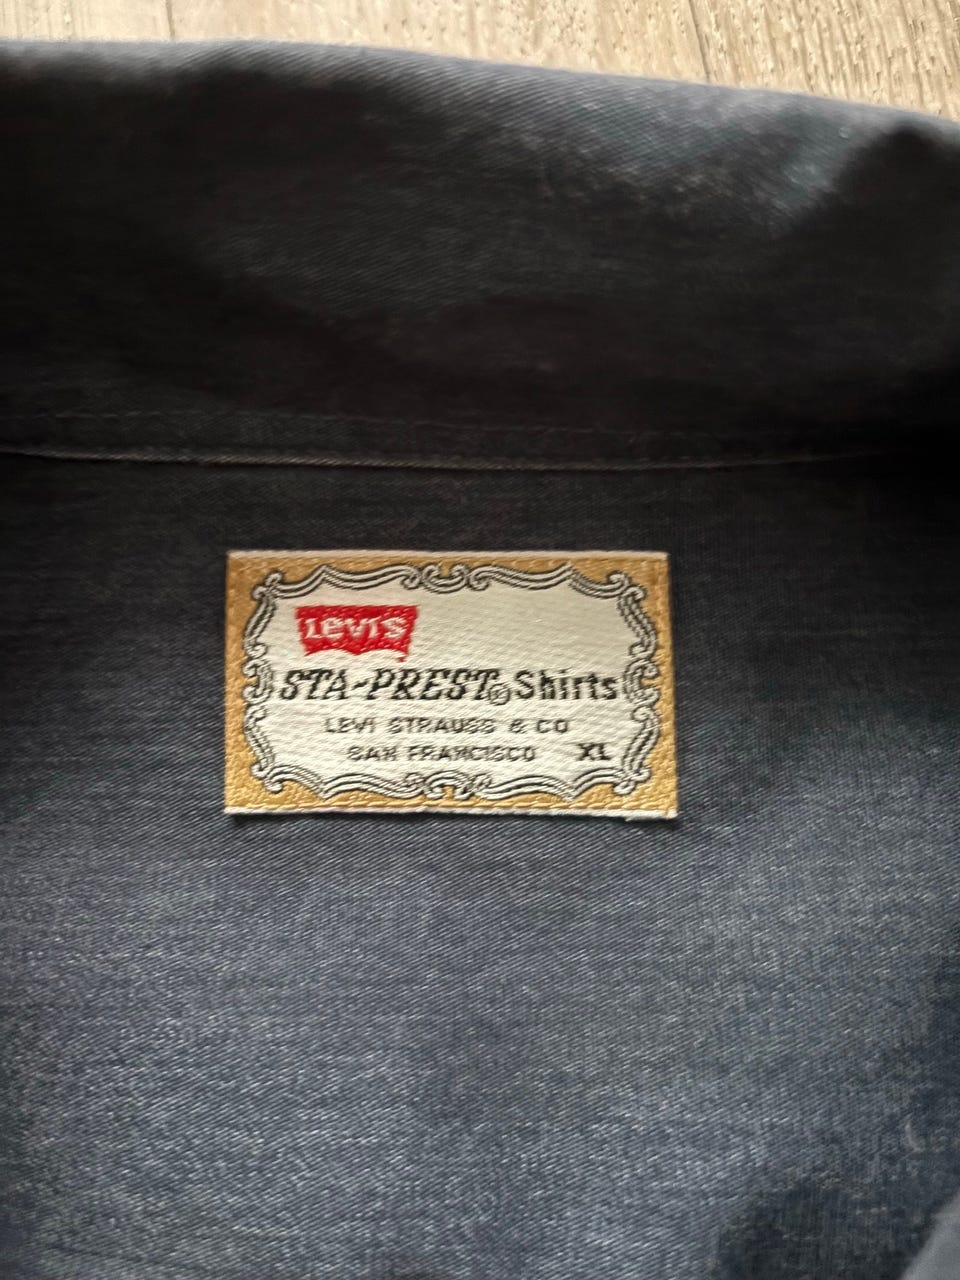 Levi's
STA-PREST® Shirts
LEVI STRAUSS & CO
SAN FRANCISCO XL